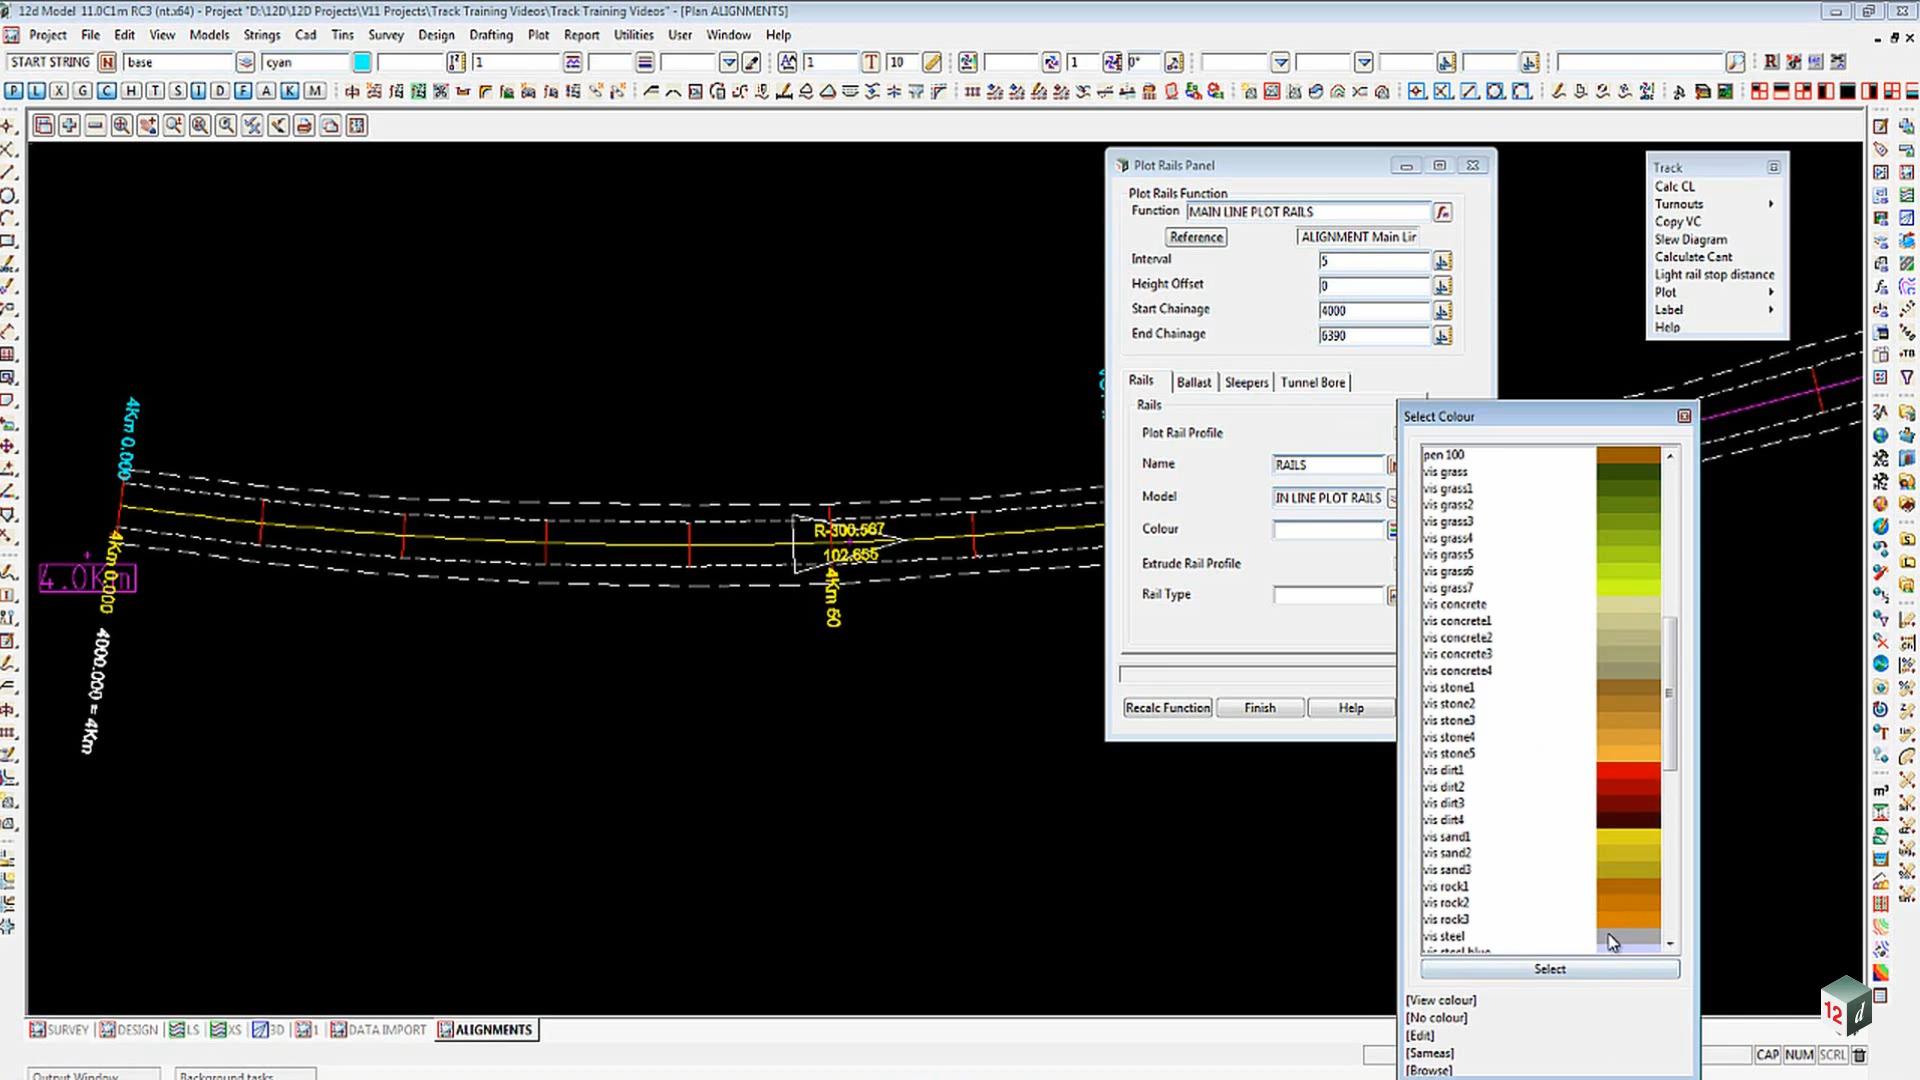 12d Model 11.0C1m RC3 (nt.x64) - Project "D:\12D\12D Projects\V11 Projects\Track Training Videos\Track Training Videos" - [Plan ALIGNMENTS]
Project File Edit View Models Strings Cad Tins Survey Design Drafting Plot Report Utilities User Window Help
START STRING N base cyan 1 1 T 10 1 0° R
P L X G C H T S I D F A K M
Plot Rails Panel
Plot Rails Function
Function MAIN LINE PLOT RAILS
Reference ALIGNMENT Main Lir
Interval 5
Height Offset 0
Start Chainage 4000
End Chainage 6390
Rails Ballast Sleepers Tunnel Bore
Rails
Plot Rail Profile
Name RAILS
Model IN LINE PLOT RAILS
Colour
Extrude Rail Profile
Rail Type
Recalc Function Finish Help
Track
Calc CL
Turnouts
Copy VC
Slew Diagram
Calculate Cant
Light rail stop distance
Plot
Label
Help
Select Colour
pen 100
vis grass
vis grass1
vis grass2
vis grass3
vis grass4
vis grass5
vis grass6
vis grass7
vis concrete
vis concrete1
vis concrete2
vis concrete3
vis concrete4
vis stone1
vis stone2
vis stone3
vis stone4
vis stone5
vis dirt1
vis dirt2
vis dirt3
vis dirt4
vis sand1
vis sand2
vis sand3
vis rock1
vis rock2
vis rock3
vis steel
vis steel blue
Select
[View colour]
[No colour]
[Edit]
[Sameas]
[Browse]
4Km 0.000
4Km 0.000
4.0Km
4000.000 = 4Km
R-300.567
102.655
4Km 60
12d
SURVEY DESIGN LS XS 3D 1 DATA IMPORT ALIGNMENTS
CAP NUM SCRL
Output Window Background tasks